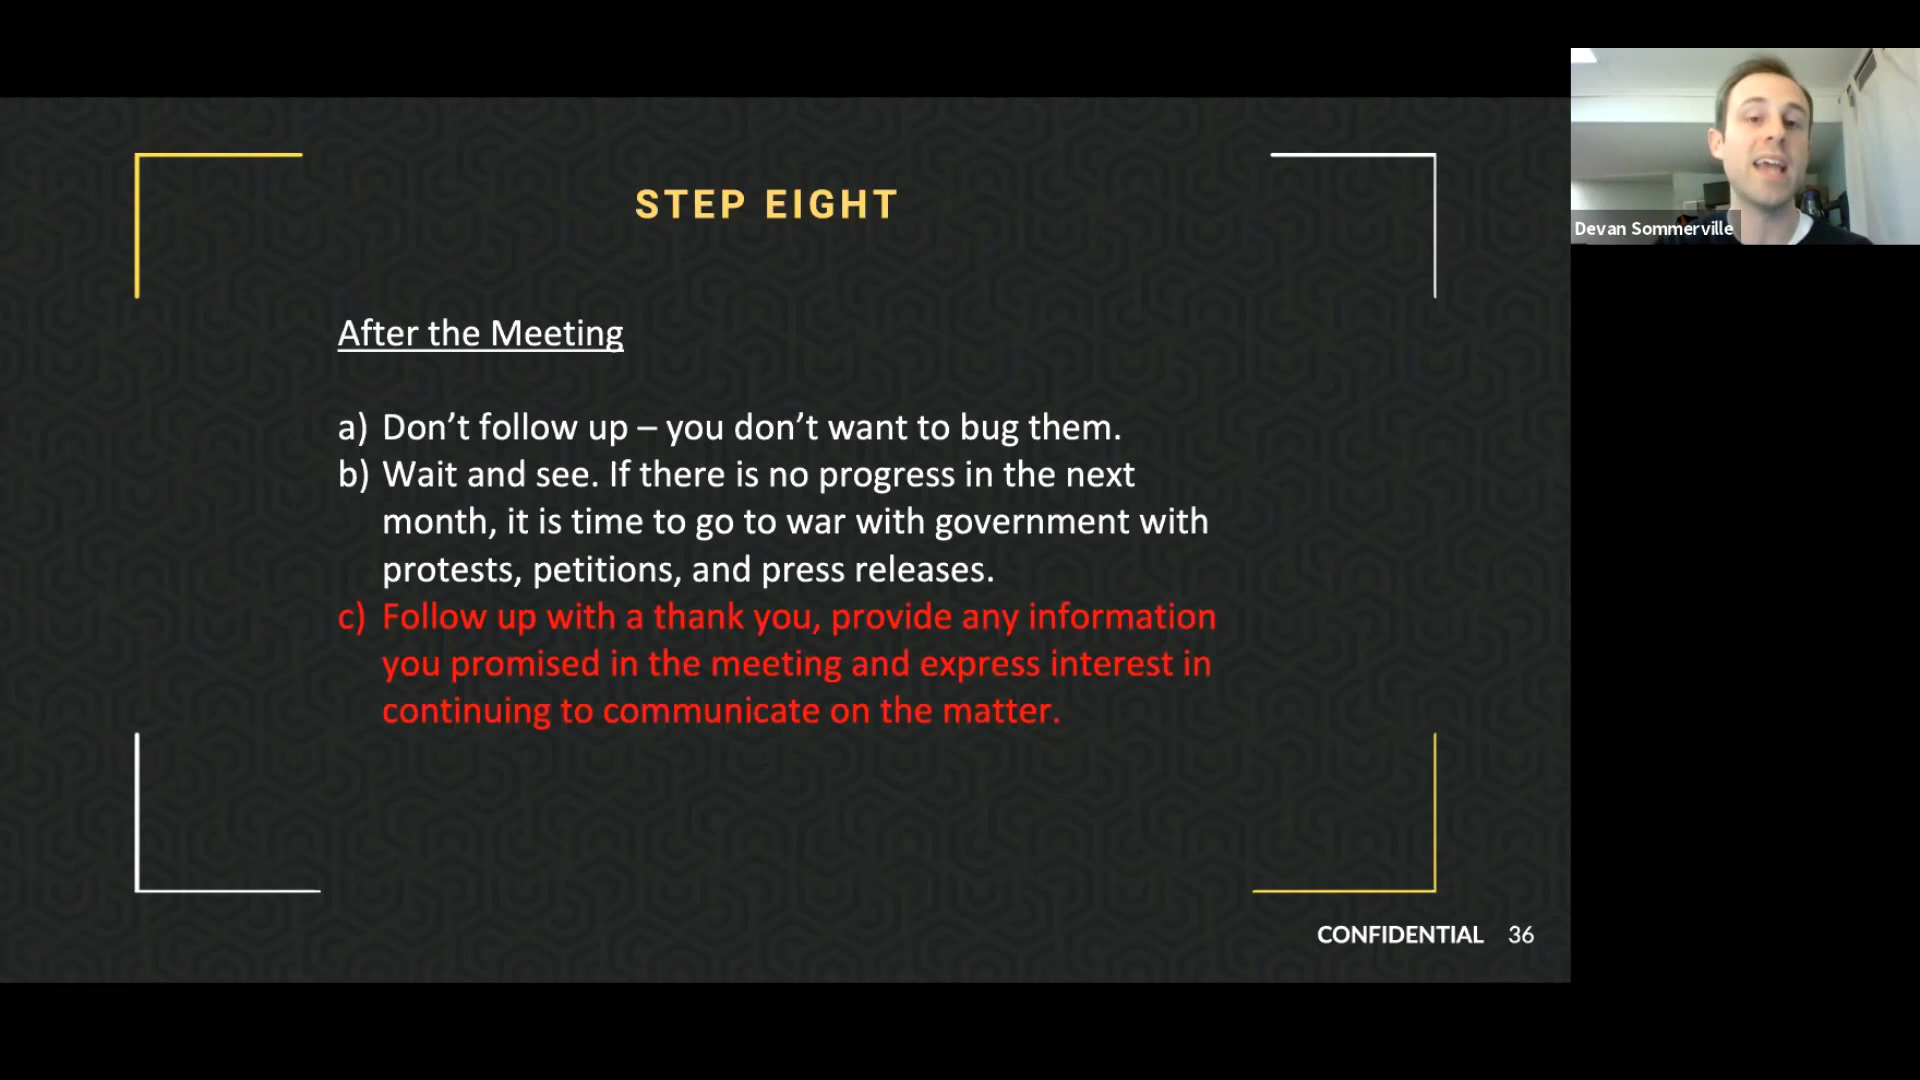 STEP EIGHT
Devan Sommerville
After the Meeting
a) Don’t follow up – you don’t want to bug them.
b) Wait and see. If there is no progress in the next
month, it is time to go to war with government with
protests, petitions, and press releases.
c) Follow up with a thank you, provide any information
you promised in the meeting and express interest in
continuing to communicate on the matter.
CONFIDENTIAL 36